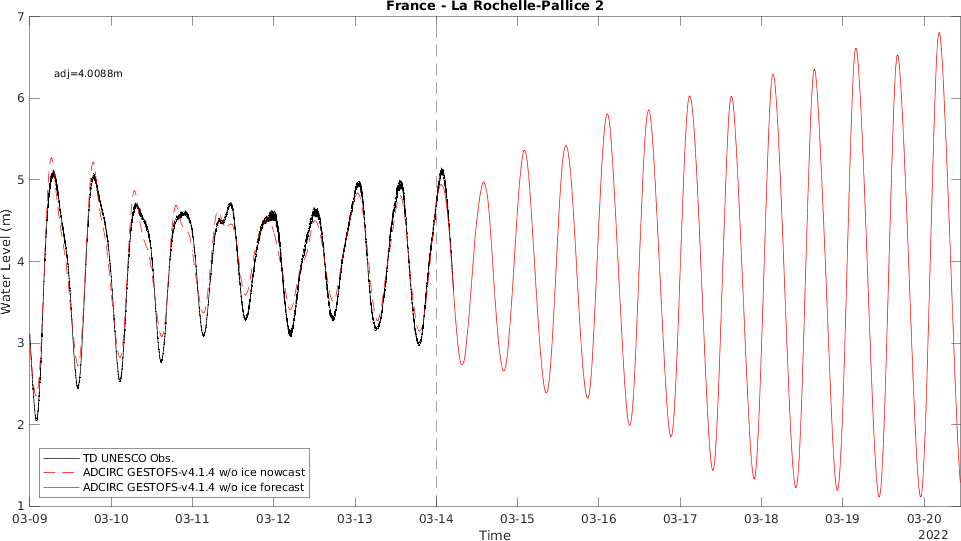 France - La Rochelle-Pallice 2
adj=4.0088m
7
6
5
4
3
2
1
Water Level (m)
TD UNESCO Obs.
ADCIRC GESTOFS-v4.1.4 w/o ice nowcast
ADCIRC GESTOFS-v4.1.4 w/o ice forecast
03-09 03-10 03-11 03-12 03-13 03-14 03-15 03-16 03-17 03-18 03-19 03-20
Time
2022